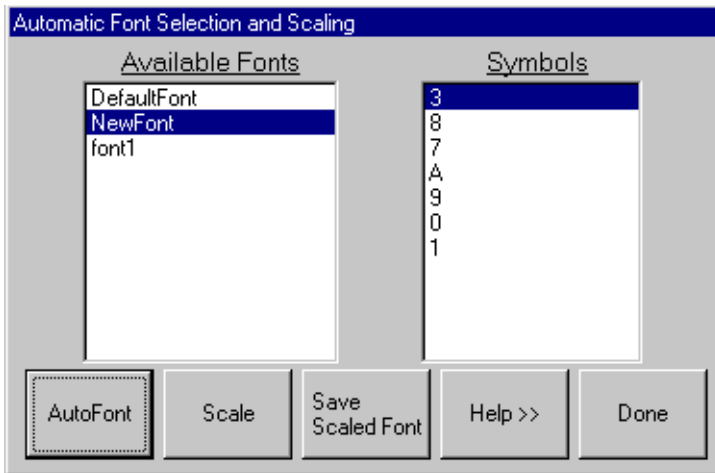 Automatic Font Selection and Scaling
Available Fonts
DefaultFont
NewFont
font1
Symbols
3
8
7
A
9
0
1
AutoFont
Scale
Save
Scaled Font
Help >>
Done